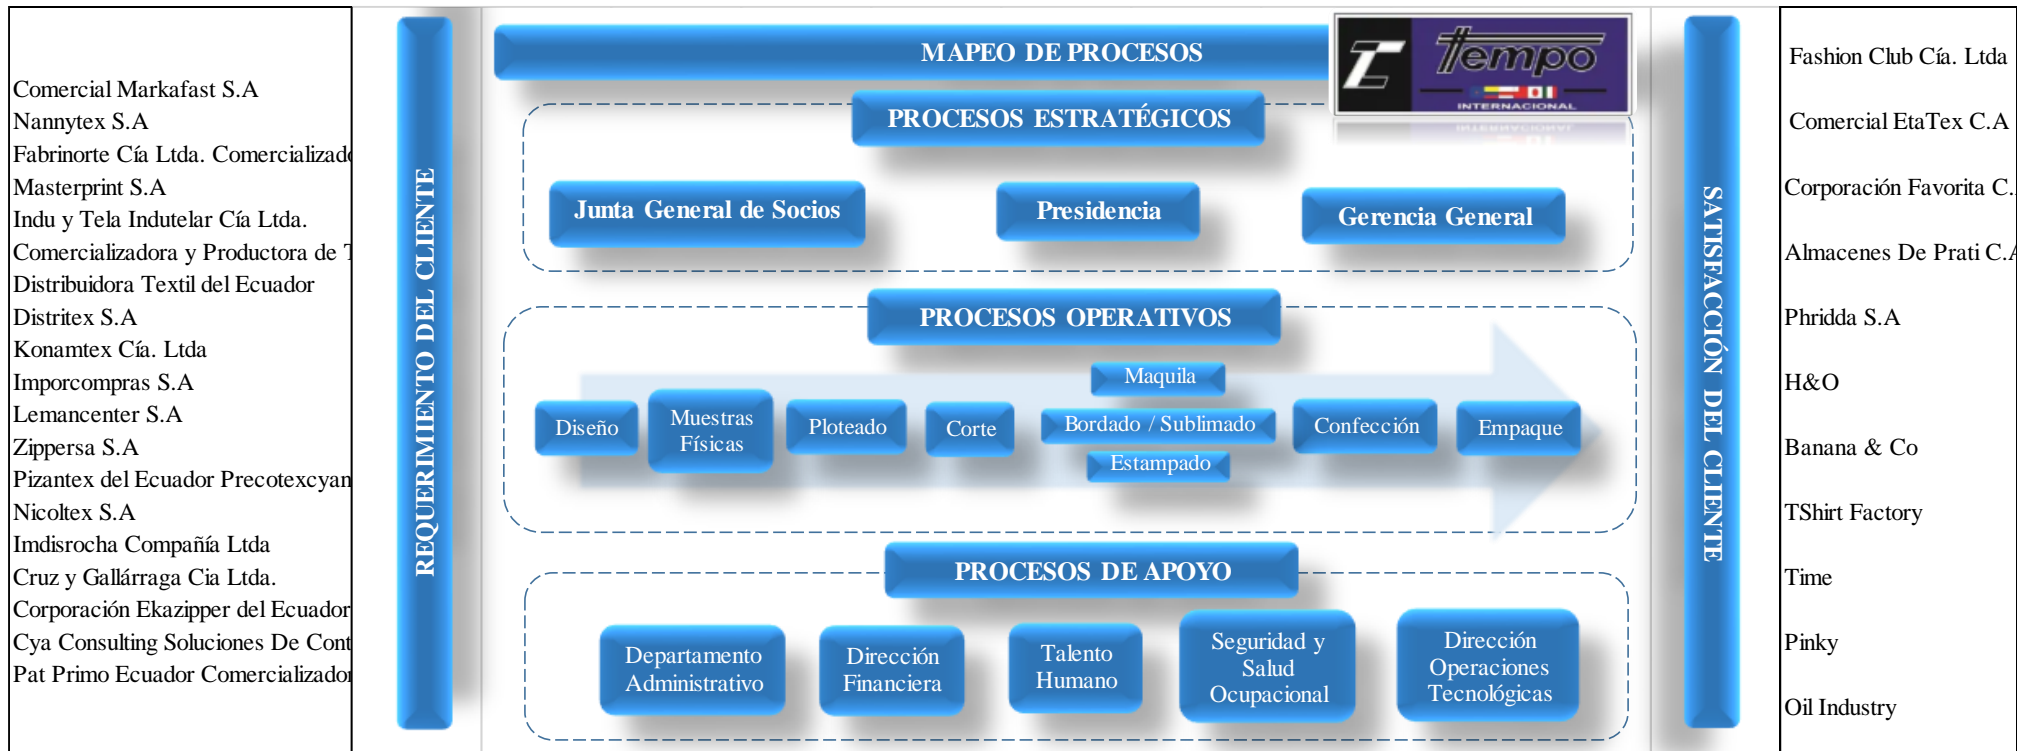 Comercial Markafast S.A
Nannytex S.A
Fabrinorte Cía Ltda.
Masterprint S.A
Indu y Tela Indutelar Cía Ltda.
Comercializadora y Productora de
Distribuidora Textil del Ecuador
Distritex S.A
Konamtex Cía. Ltda
Imporcompras S.A
Lemancenter S.A
Zippersa S.A
Pizantex del Ecuador Precotexcyan
Nicoltex S.A
Imdisrocha Compañía Ltda
Cruz y Gallárraga Cia Ltda.
Corporación Ekazipper del Ecuador
Cya Consulting Soluciones De Cont
Pat Primo Ecuador Comercializador
REQUERIMIENTO DEL CLIENTE
MAPEO DE PROCESOS
Tempo
INTERNACIONAL
PROCESOS ESTRATÉGICOS
Junta General de Socios
Presidencia
Gerencia General
PROCESOS OPERATIVOS
Diseño
Muestras
Físicas
Ploteado
Corte
Maquila
Bordado / Sublimado
Estampado
Confección
Empaque
PROCESOS DE APOYO
Departamento
Administrativo
Dirección
Financiera
Talento
Humano
Seguridad y
Salud
Ocupacional
Dirección
Operaciones
Tecnológicas
SATISFACCIÓN DEL CLIENTE
Fashion Club Cía. Ltda
Comercial EtaTex C.A
Corporación Favorita C.
Almacenes De Prati C.A
Phridda S.A
H&O
Banana & Co
TShirt Factory
Time
Pinky
Oil Industry